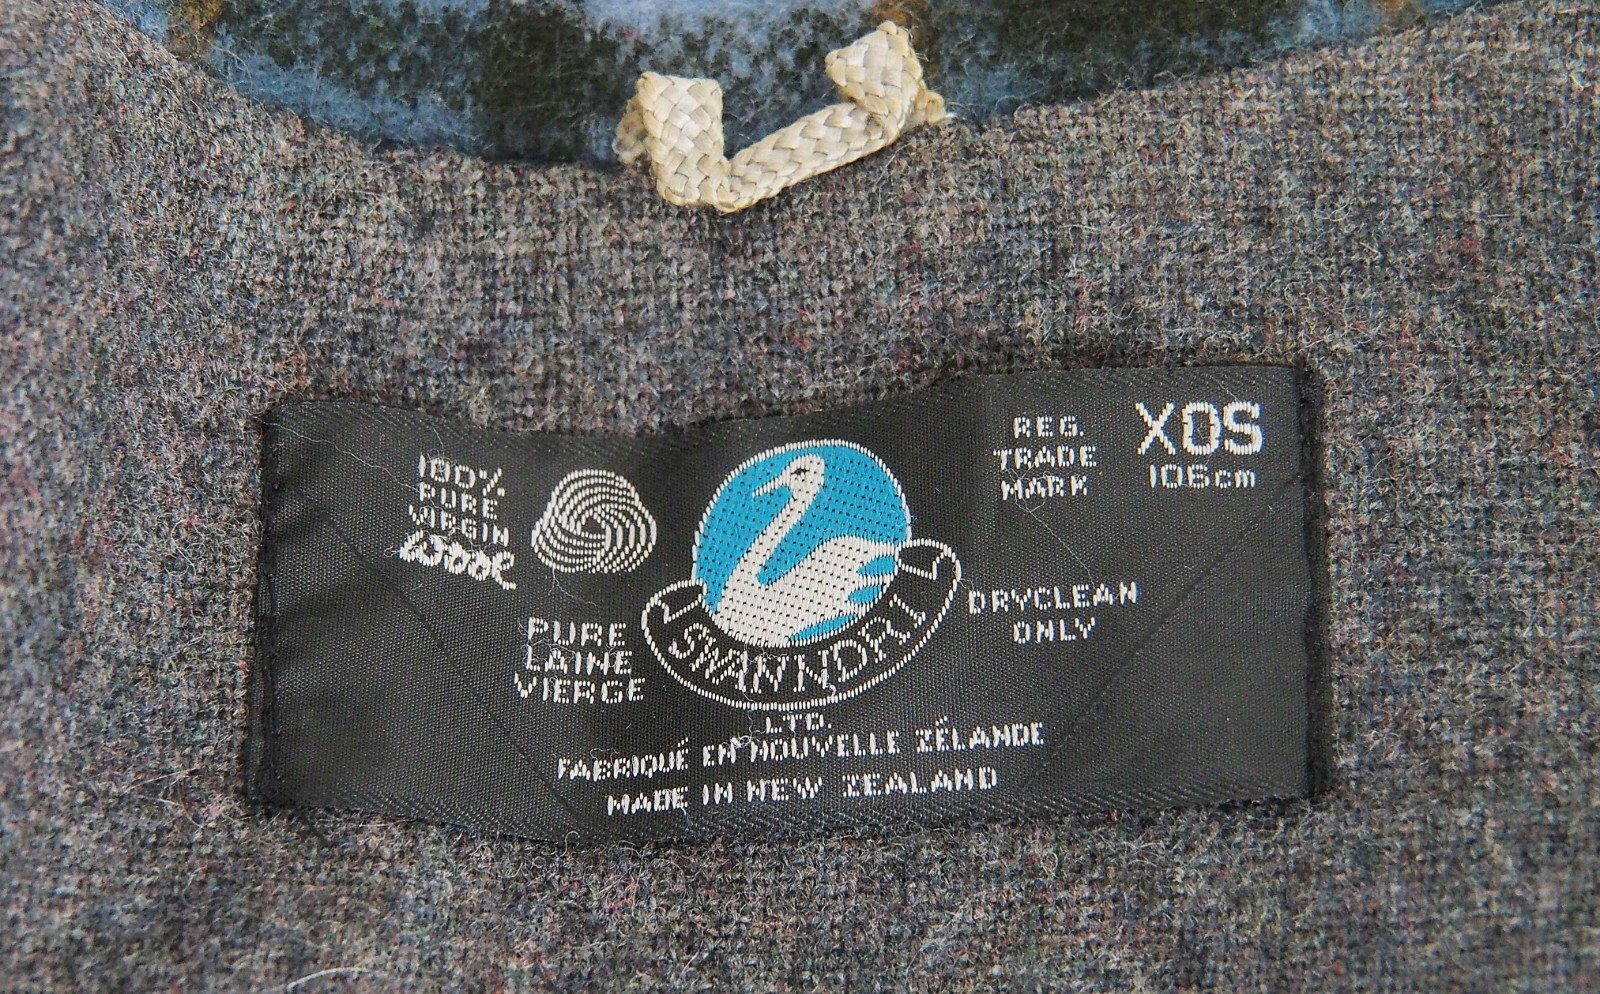 100%
PURE
VIRGIN
WOOL
PURE
LAINE
VIERGE
SWANNDRI
LTD.
FABRIQUÉ EN NOUVELLE ZÉLANDE
MADE IN NEW ZEALAND
REG.
TRADE
MARK
XOS
106cm
DRYCLEAN
ONLY